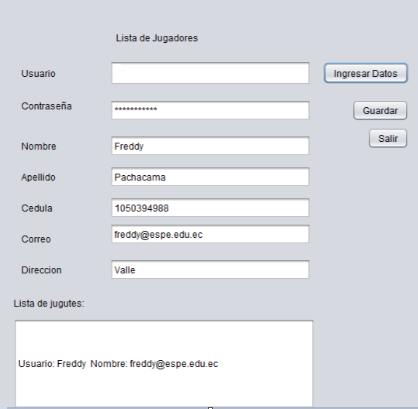 Lista de Jugadores
Usuario
Ingresar Datos
Contraseña ***********
Guardar
Salir
Nombre Freddy
Apellido Pachacama
Cedula 1050394988
Correo freddy@espe.edu.ec
Direccion Valle
Lista de jugutes:
Usuario: Freddy Nombre: freddy@espe.edu.ec